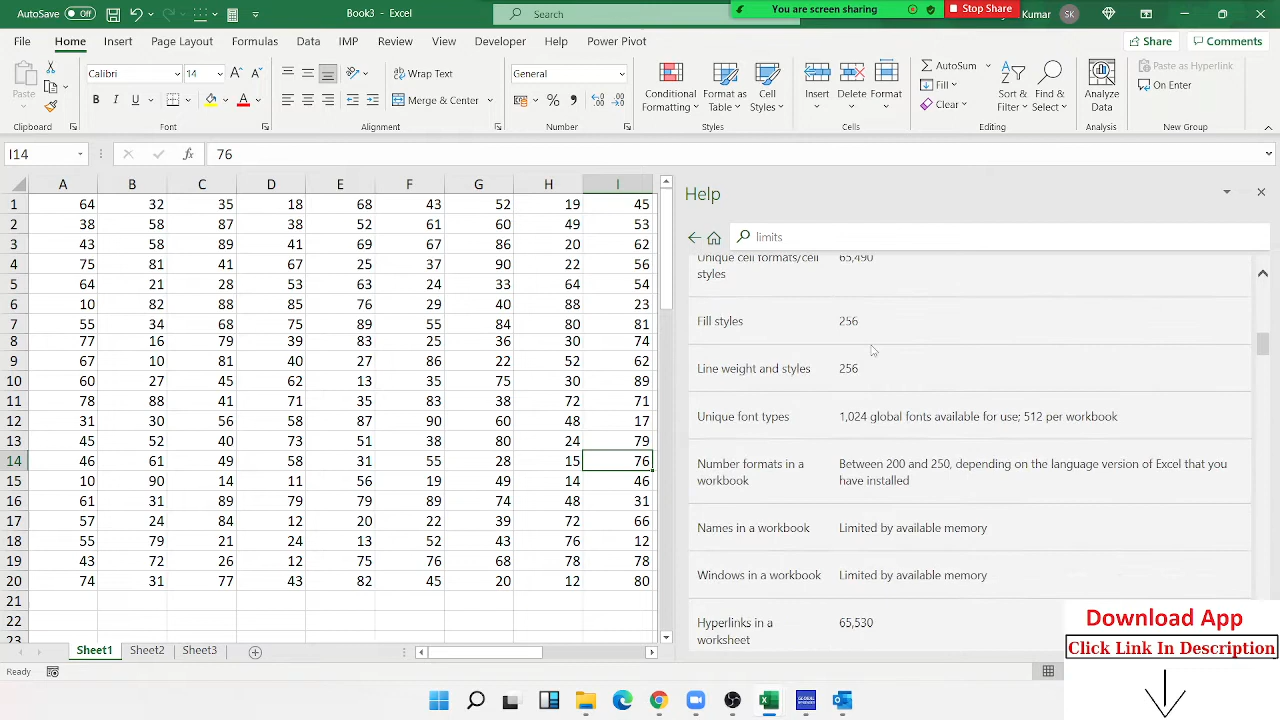 AutoSave Off
Book3 - Excel
Search
You are screen sharing
Stop Share
Kumar SK
File Home Insert Page Layout Formulas Data IMP Review View Developer Help Power Pivot
Share Comments
Paste
Calibri 14
Wrap Text
General
Merge & Center
Conditional Formatting
Format as Table
Cell Styles
Insert Delete Format
AutoSum
Fill
Clear
Sort & Filter
Find & Select
Analyze Data
Paste as Hyperlink
On Enter
Clipboard Font Alignment Number Styles Cells Editing Analysis New Group
I14 fx 76
A B C D E F G H I
1 64 32 35 18 68 43 52 19 45
2 38 58 87 38 52 61 60 49 53
3 43 58 89 41 69 67 86 20 62
4 75 81 41 67 25 37 90 22 56
5 64 21 28 53 63 24 33 64 54
6 10 82 88 85 76 29 40 88 23
7 55 34 68 75 89 55 84 80 81
8 77 16 79 39 83 25 36 30 74
9 67 10 81 40 27 86 22 52 62
10 60 27 45 62 13 35 75 30 89
11 78 88 41 71 35 83 38 72 71
12 31 30 56 58 87 90 60 48 17
13 45 52 40 73 51 38 80 24 79
14 46 61 49 58 31 55 28 15 76
15 10 90 14 11 56 19 49 14 46
16 61 31 89 79 79 89 74 48 31
17 57 24 84 12 20 22 39 72 66
18 55 79 21 24 13 52 43 76 12
19 43 72 26 12 75 76 68 78 78
20 74 31 77 43 82 45 20 12 80
21
22
23
Sheet1 Sheet2 Sheet3
Ready
Help
limits
Unique cell formats/cell styles 65,490
Fill styles 256
Line weight and styles 256
Unique font types 1,024 global fonts available for use; 512 per workbook
Number formats in a workbook Between 200 and 250, depending on the language version of Excel that you have installed
Names in a workbook Limited by available memory
Windows in a workbook Limited by available memory
Hyperlinks in a worksheet 65,530
Download App
Click Link In Description